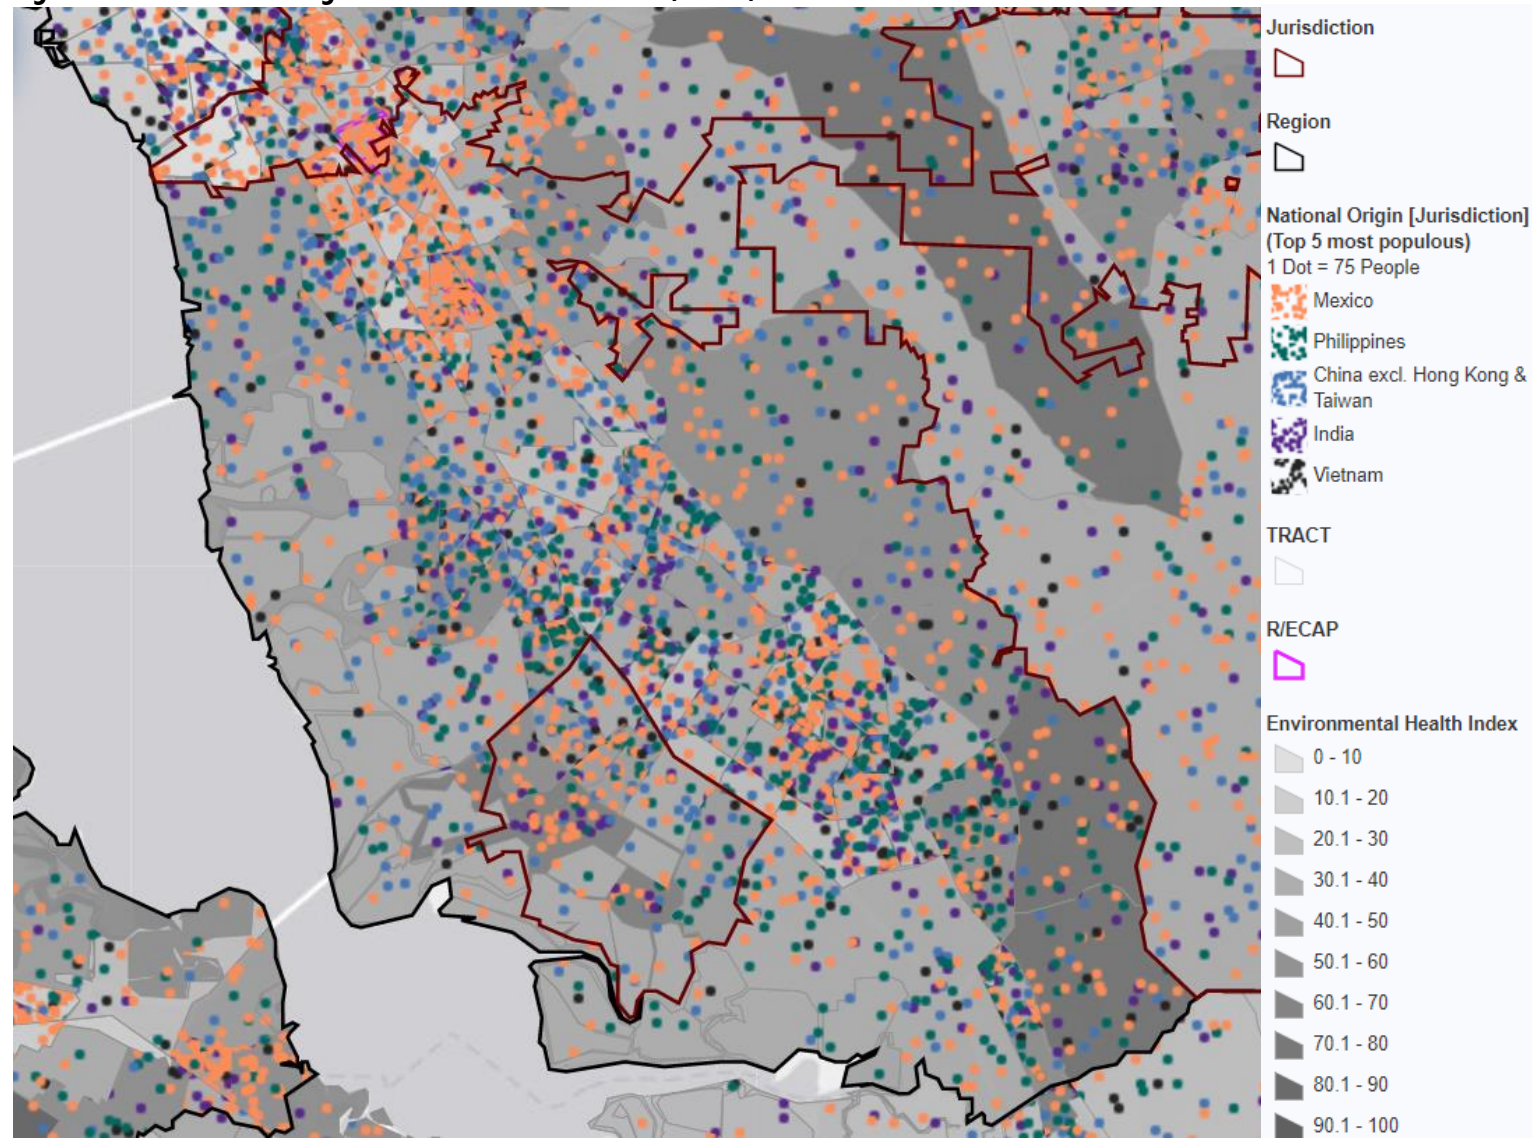 Jurisdiction
Region
National Origin [Jurisdiction]
(Top 5 most populous)
1 Dot = 75 People
Mexico
Philippines
China excl. Hong Kong &
Taiwan
India
Vietnam
TRACT
R/ECAP
Environmental Health Index
0 - 10
10.1 - 20
20.1 - 30
30.1 - 40
40.1 - 50
50.1 - 60
60.1 - 70
70.1 - 80
80.1 - 90
90.1 - 100